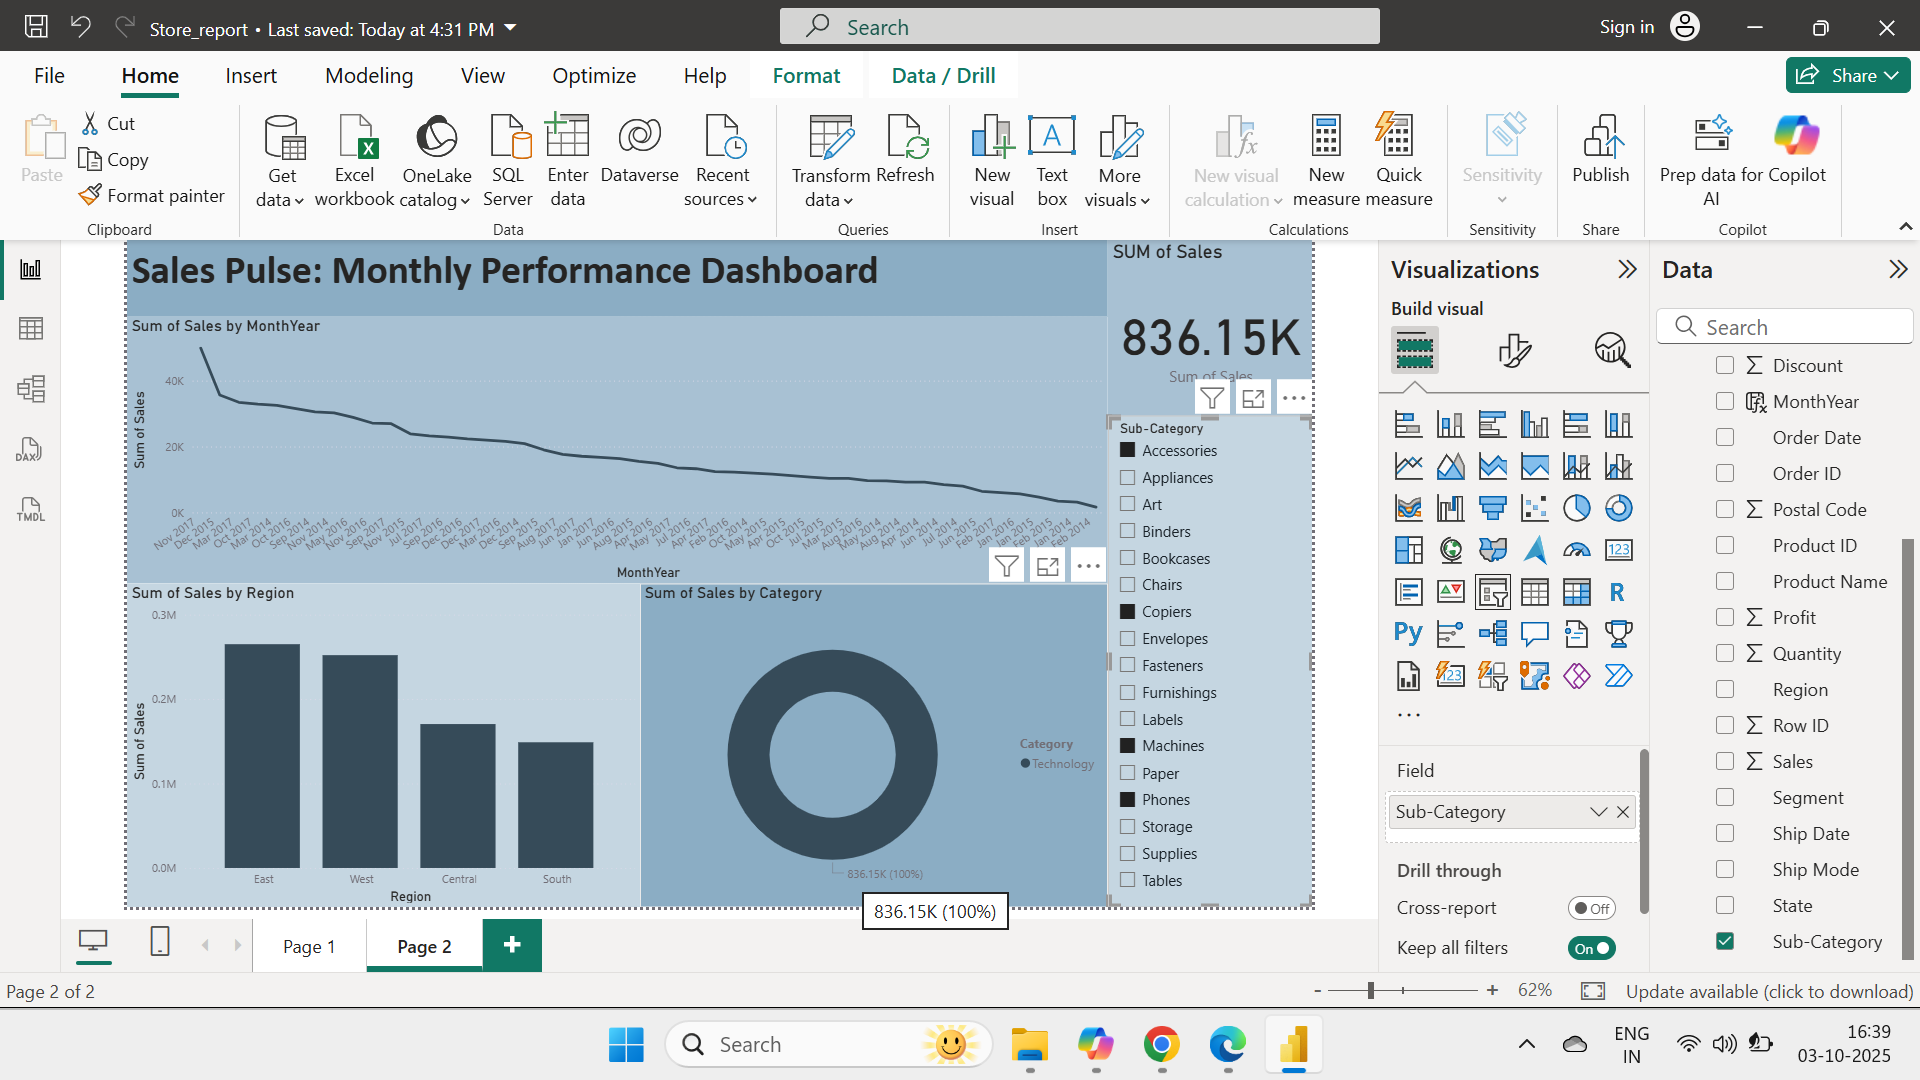 Store_report • Last saved: Today at 4:31 PM
Search
Sign in
File
Home
Insert
Modeling
View
Optimize
Help
Format
Data / Drill
Share
Paste
Cut
Copy
Format painter
Clipboard
Get data
Excel workbook
OneLake catalog
SQL Server
Enter data
Dataverse
Recent sources
Data
Transform data
Refresh
Queries
New visual
Text box
More visuals
Insert
New visual calculation
New measure
Quick measure
Calculations
Sensitivity
Sensitivity
Publish
Share
Prep data for AI
Copilot
Copilot
DAX
TMDL
Sales Pulse: Monthly Performance Dashboard
SUM of Sales
836.15K
Sum of Sales
Sum of Sales by MonthYear
Sum of Sales
40K
20K
0K
Nov 2017
Dec 2015
Mar 2017
Oct 2017
Mar 2014
Oct 2016
Sep 2014
Nov 2014
May 2016
Nov 2016
Sep 2017
Nov 2015
Jul 2017
Sep 2016
Dec 2017
Dec 2016
Mar 2016
Dec 2014
Sep 2015
Aug 2017
Jun 2017
Jan 2016
Jun 2016
Aug 2015
Apr 2016
May 2017
Jul 2016
Apr 2017
Feb 2017
Oct 2014
May 2015
Apr 2015
Oct 2015
Jul 2015
Mar 2015
Aug 2016
May 2014
Aug 2014
Apr 2014
Jun 2014
Jul 2014
Jun 2015
Feb 2017
Jan 2016
Jan 2015
Feb 2015
Jan 2014
Feb 2014
MonthYear
Sum of Sales by Region
Sum of Sales
0.3M
0.2M
0.1M
0.0M
East
West
Central
South
Region
Sum of Sales by Category
Category
Technology
836.15K (100%)
836.15K (100%)
Sub-Category
Accessories
Appliances
Art
Binders
Bookcases
Chairs
Copiers
Envelopes
Fasteners
Furnishings
Labels
Machines
Paper
Phones
Storage
Supplies
Tables
Visualizations
Build visual
123
R
Py
123
Field
Sub-Category
Drill through
Cross-report
Off
Keep all filters
On
Data
Search
Discount
MonthYear
Order Date
Order ID
Postal Code
Product ID
Product Name
Profit
Quantity
Region
Row ID
Sales
Segment
Ship Date
Ship Mode
State
Sub-Category
Page 1
Page 2
Page 2 of 2
62%
Update available (click to download)
Search
ENG
IN
16:39
03-10-2025